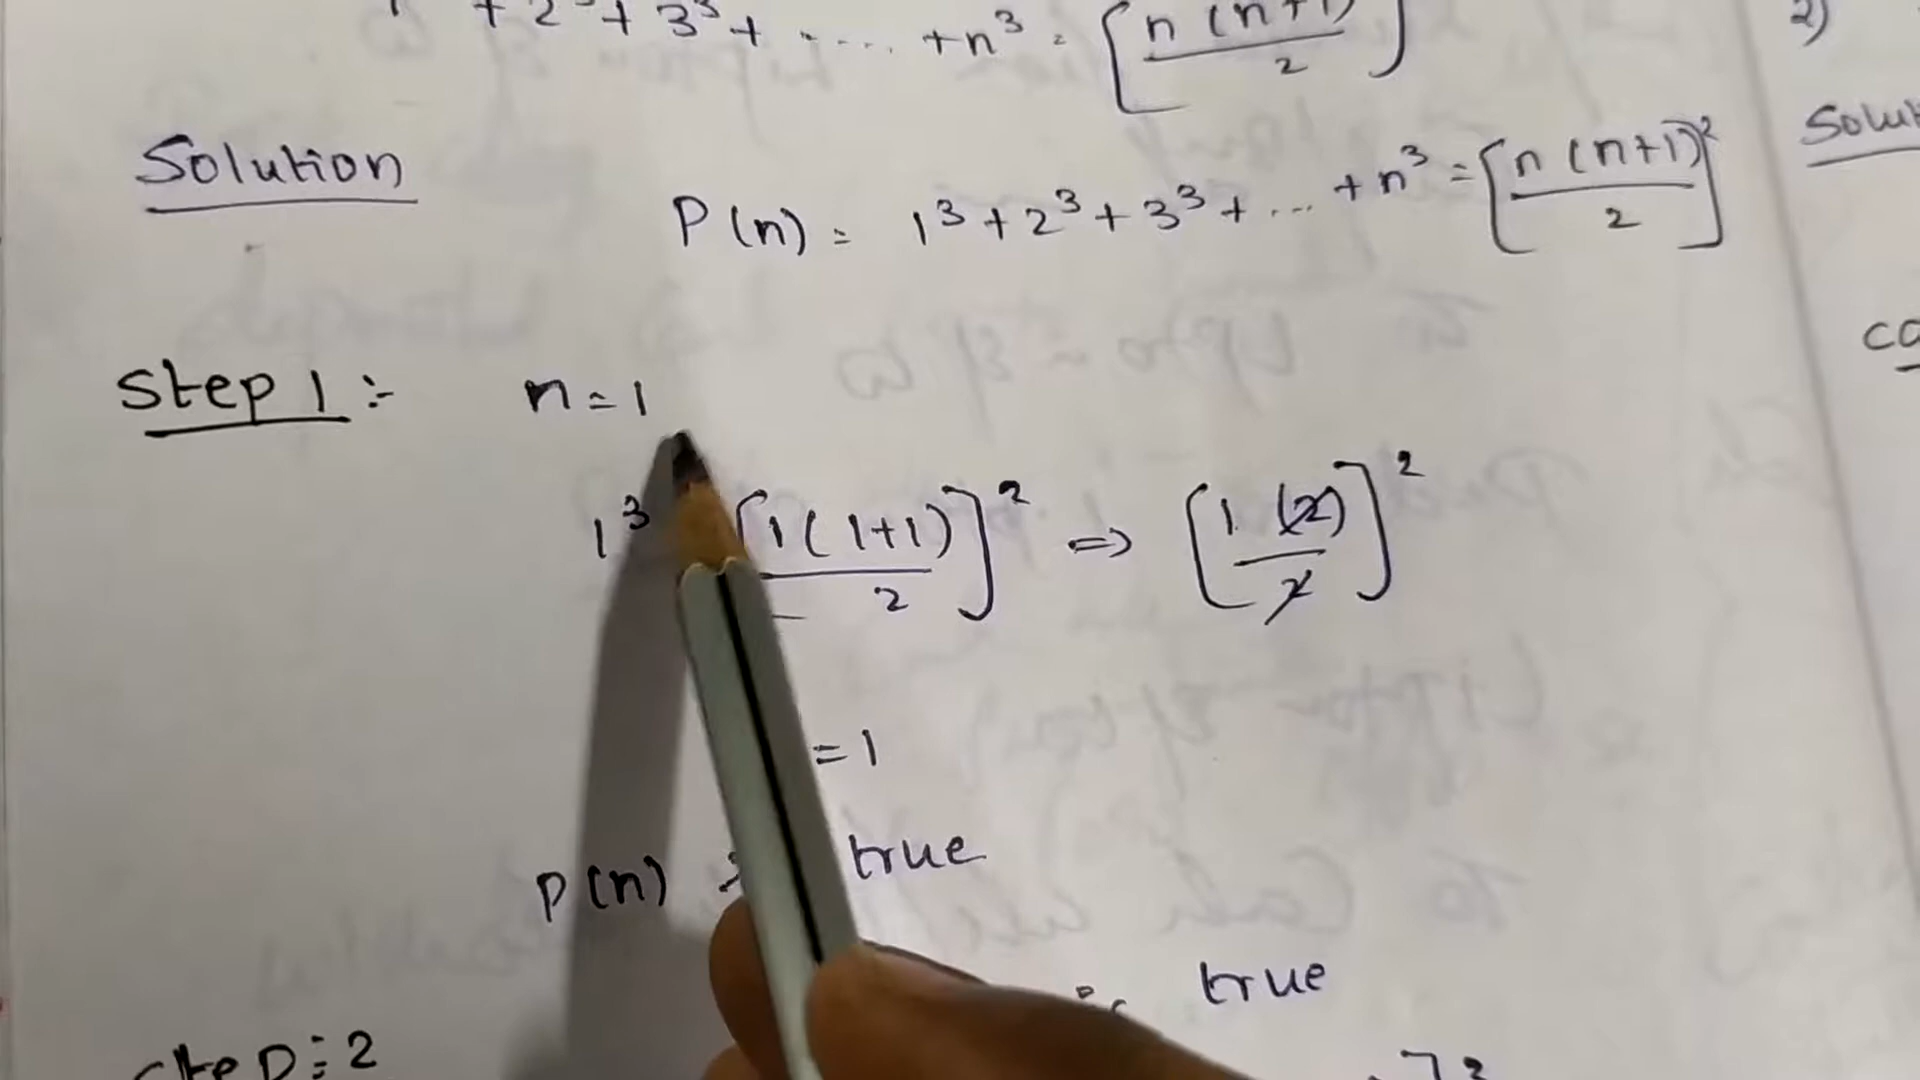 + 2³ + 3³ + ..... + n³ = [n (n+1) / 2]
2)
Solution
P(n) = 1³ + 2³ + 3³ + ... + n³ = [n (n+1) / 2]²
Step 1 :- n = 1
1³ [1 (1+1) / 2]² ⇒ [1 (2) / 2]²
= 1
P(n) true
is true
Step : 2